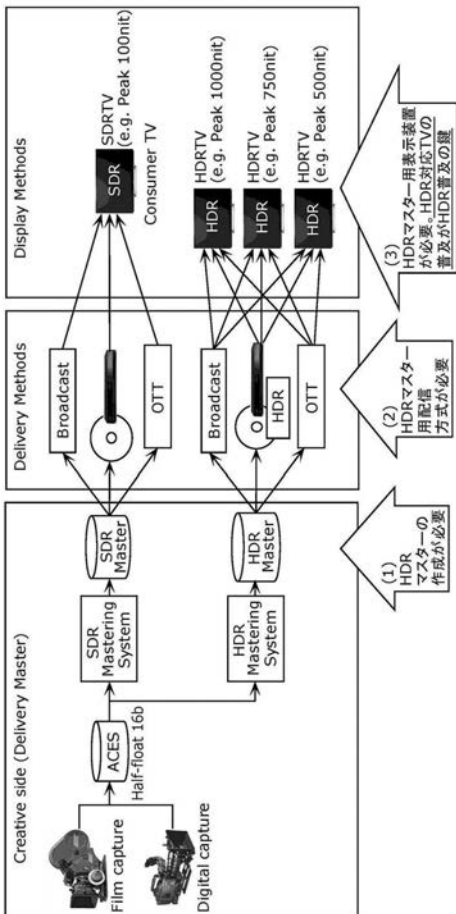 Creative side (Delivery Master)
Film capture
Digital capture
ACES
Half-float 16b
SDR
Mastering
System
SDR
Master
HDR
Mastering
System
HDR
Master
Delivery Methods
Broadcast
OTT
Broadcast
HDR
OTT
Display Methods
SDR
SDRTV
(e.g. Peak 100nit)
Consumer TV
HDRTV
(e.g. Peak 1000nit)
HDR
HDRTV
(e.g. Peak 750nit)
HDR
HDRTV
(e.g. Peak 500nit)
HDR
(1)
HDR
マスターの
作成が必要
(2)
HDRマスター
用配信
方式が必要
(3)
HDRマスター用表示装置
が必要。HDR対応TVの
普及がHDR普及の鍵